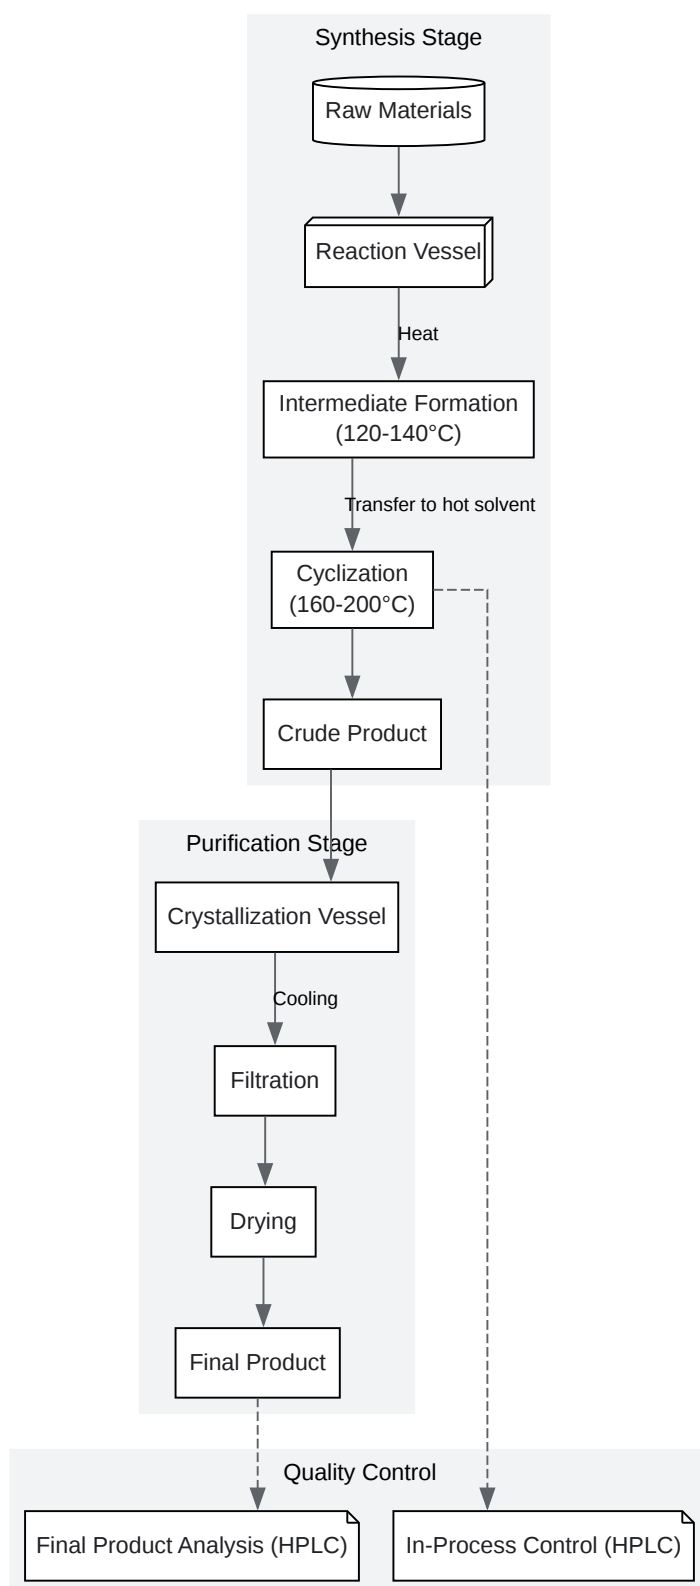 Synthesis Stage
Raw Materials
Reaction Vessel
Heat
Intermediate Formation
(120-140°C)
Transfer to hot solvent
Cyclization
(160-200°C)
Crude Product
Purification Stage
Crystallization Vessel
Cooling
Filtration
Drying
Final Product
Quality Control
Final Product Analysis (HPLC)
In-Process Control (HPLC)